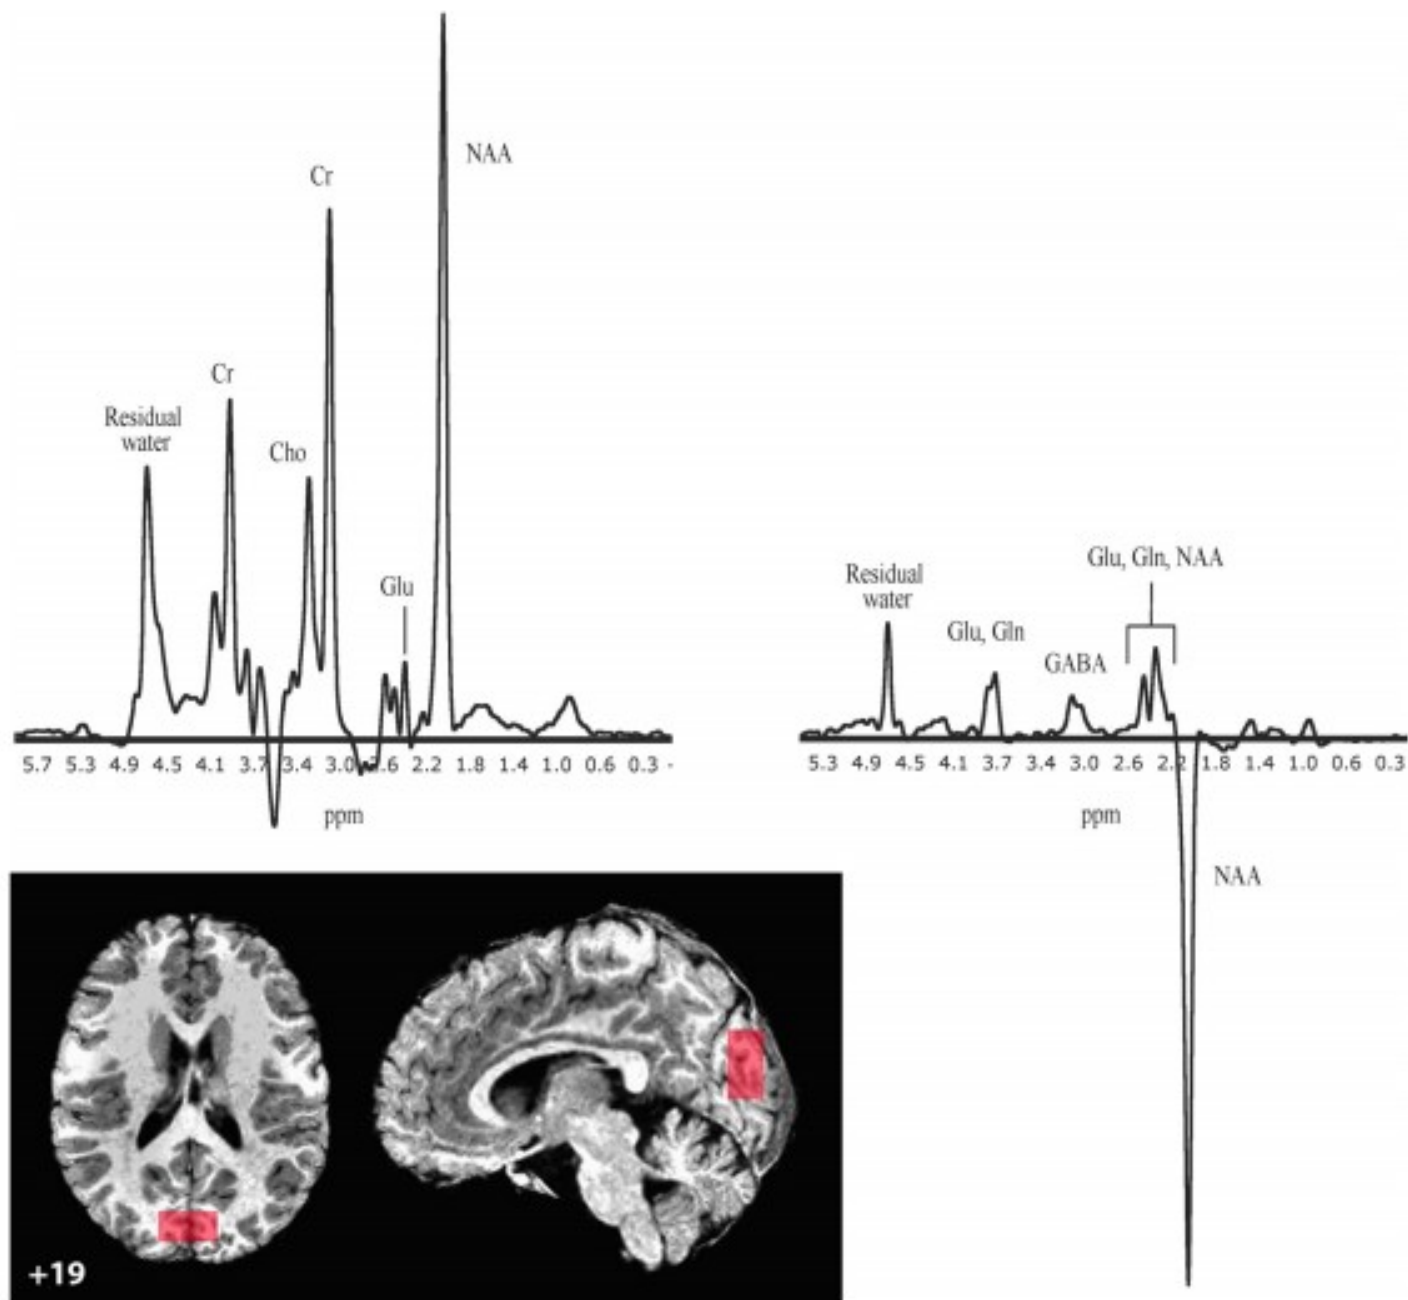 NAA
Cr
Cr
Residual
water
Cho
Glu
5.7 5.3 4.9 4.5 4.1 3.7 3.4 3.0 2.6 2.2 1.8 1.4 1.0 0.6 0.3 -
ppm
Glu, Gln, NAA
Residual
water
Glu, Gln
GABA
5.3 4.9 4.5 4.1 3.7 3.4 3.0 2.6 2.2 1.8 1.4 1.0 0.6 0.3
ppm
NAA
+19